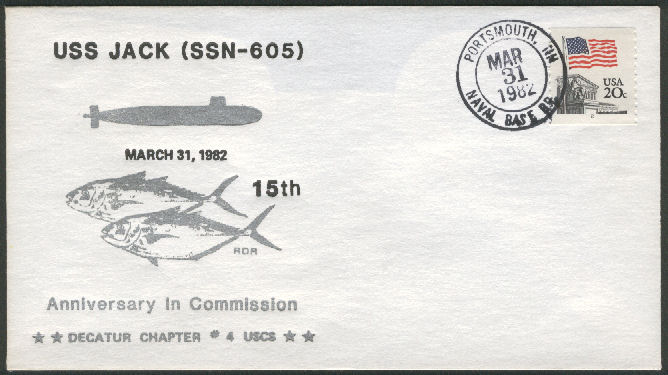 USS JACK (SSN-605)
PORTSMOUTH, NH
MAR
31
1982
NAVAL BASE BR.
USA
20c
MARCH 31, 1982
15th
RDR
Anniversary In Commission
★ ★ DECATUR CHAPTER # 4 USCS ★ ★